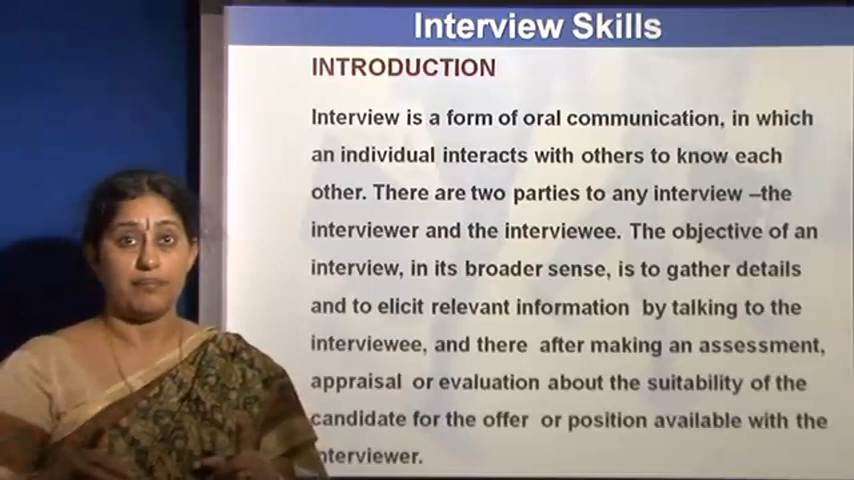 Interview Skills
INTRODUCTION
Interview is a form of oral communication, in which
an individual interacts with others to know each
other. There are two parties to any interview –the
interviewer and the interviewee. The objective of an
interview, in its broader sense, is to gather details
and to elicit relevant information by talking to the
interviewee, and there after making an assessment,
appraisal or evaluation about the suitability of the
candidate for the offer or position available with the
nterviewer.